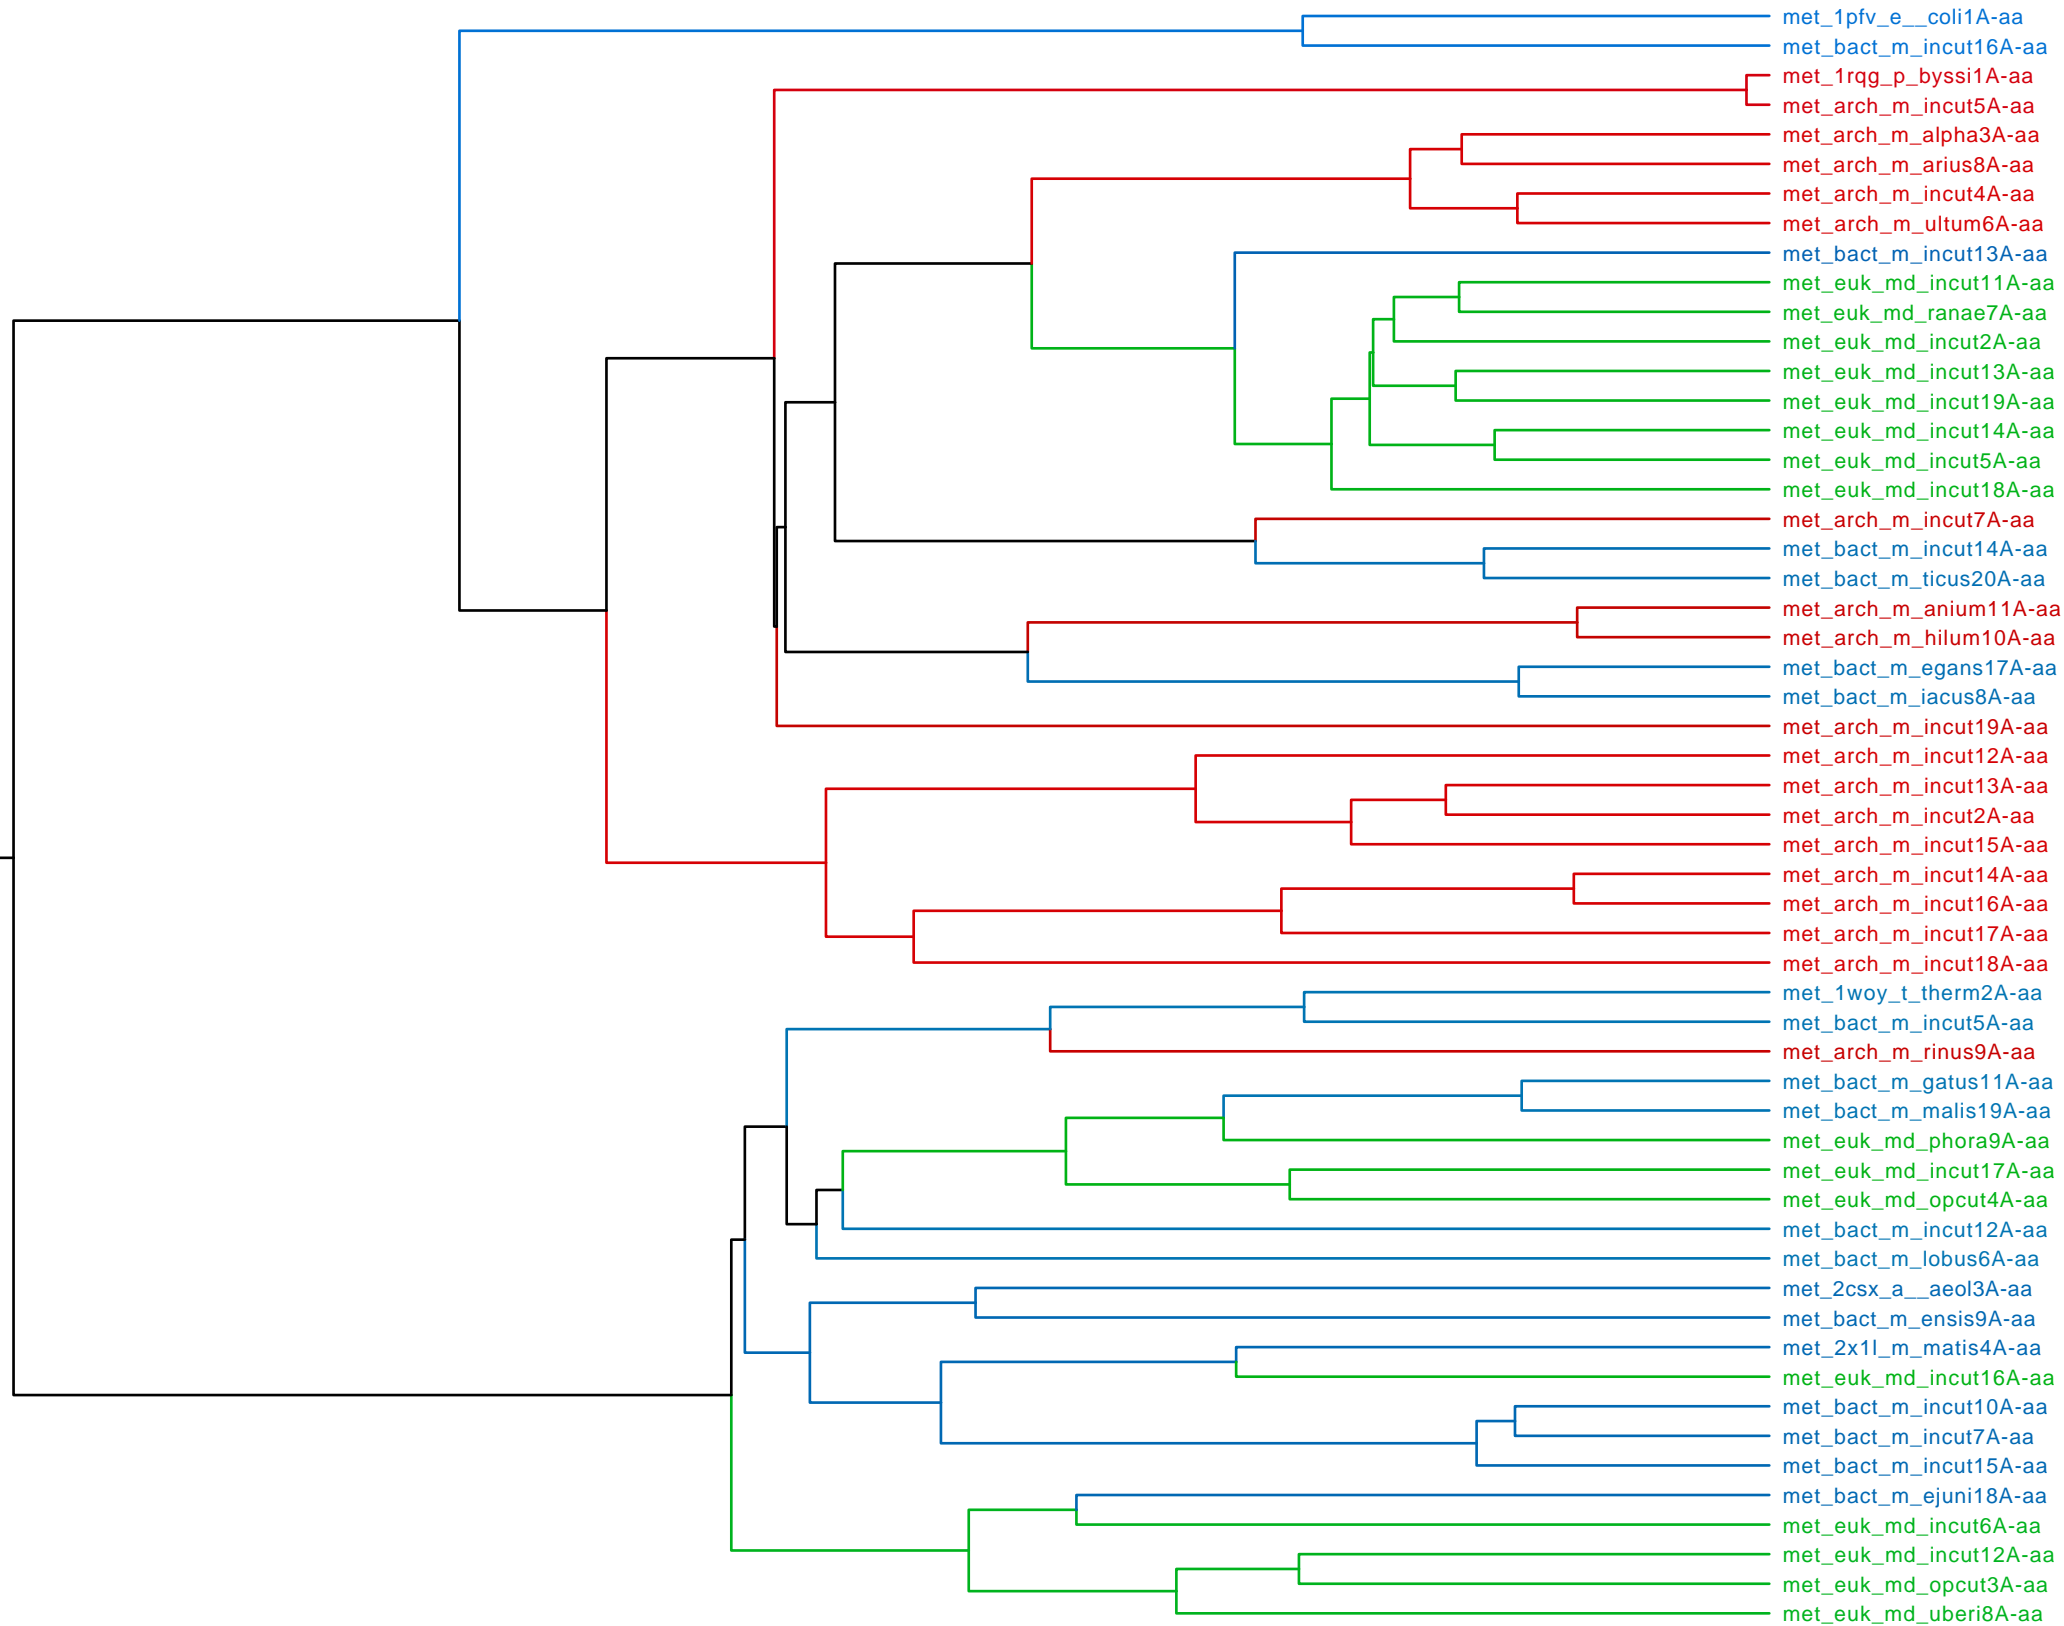 met_1pfv_e__coli1A-aa
met_bact_m_incut16A-aa
met_1rqg_p_byssi1A-aa
met_arch_m_incut5A-aa
met_arch_m_alpha3A-aa
met_arch_m_arius8A-aa
met_arch_m_incut4A-aa
met_arch_m_ultum6A-aa
met_bact_m_incut13A-aa
met_euk_md_incut11A-aa
met_euk_md_ranae7A-aa
met_euk_md_incut2A-aa
met_euk_md_incut13A-aa
met_euk_md_incut19A-aa
met_euk_md_incut14A-aa
met_euk_md_incut5A-aa
met_euk_md_incut18A-aa
met_arch_m_incut7A-aa
met_bact_m_incut14A-aa
met_bact_m_ticus20A-aa
met_arch_m_anium11A-aa
met_arch_m_hilum10A-aa
met_bact_m_egans17A-aa
met_bact_m_iacus8A-aa
met_arch_m_incut19A-aa
met_arch_m_incut12A-aa
met_arch_m_incut13A-aa
met_arch_m_incut2A-aa
met_arch_m_incut15A-aa
met_arch_m_incut14A-aa
met_arch_m_incut16A-aa
met_arch_m_incut17A-aa
met_arch_m_incut18A-aa
met_1woy_t_therm2A-aa
met_bact_m_incut5A-aa
met_arch_m_rinus9A-aa
met_bact_m_gatus11A-aa
met_bact_m_malis19A-aa
met_euk_md_phora9A-aa
met_euk_md_incut17A-aa
met_euk_md_opcut4A-aa
met_bact_m_incut12A-aa
met_bact_m_lobus6A-aa
met_2csx_a__aeol3A-aa
met_bact_m_ensis9A-aa
met_2x1l_m_matis4A-aa
met_euk_md_incut16A-aa
met_bact_m_incut10A-aa
met_bact_m_incut7A-aa
met_bact_m_incut15A-aa
met_bact_m_ejuni18A-aa
met_euk_md_incut6A-aa
met_euk_md_incut12A-aa
met_euk_md_opcut3A-aa
met_euk_md_uberi8A-aa